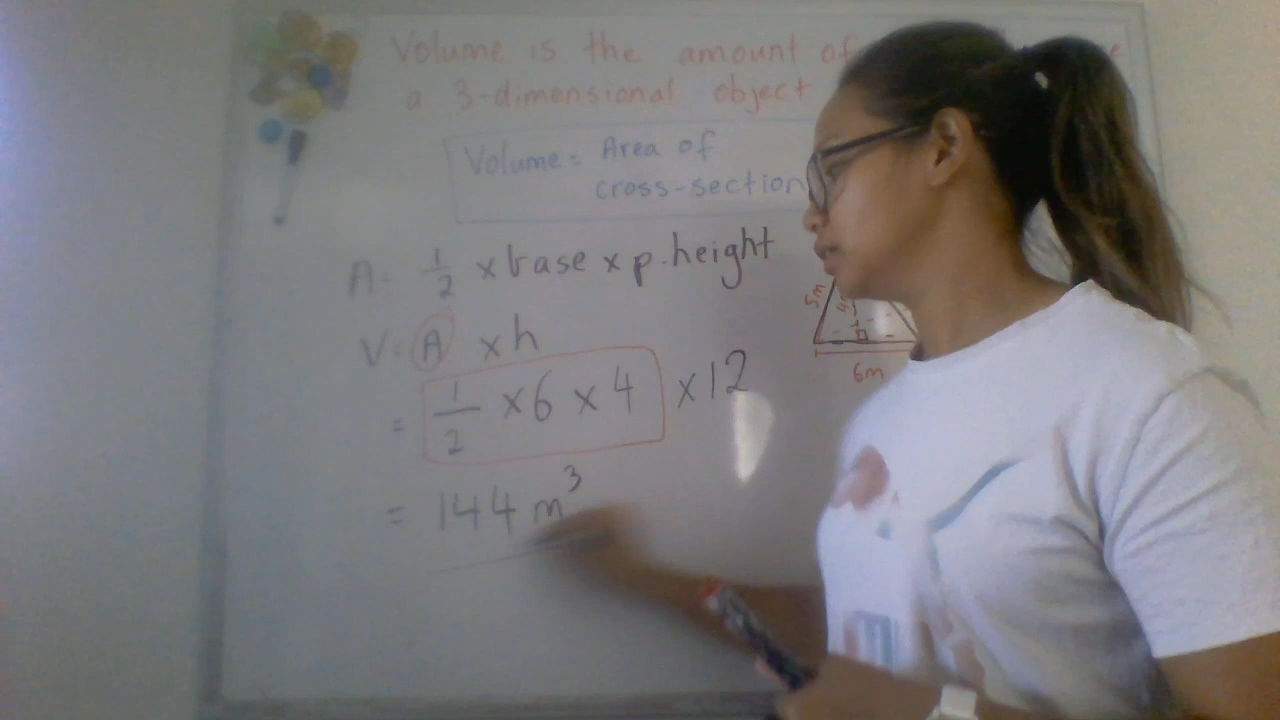 Volume is the amount of
a 3-dimensional object
Volume = Area of
cross-section
A = 1/2 x base x p.height
V = A x h
= 1/2 x 6 x 4 x 12
= 144 m³
5m
4m
6m